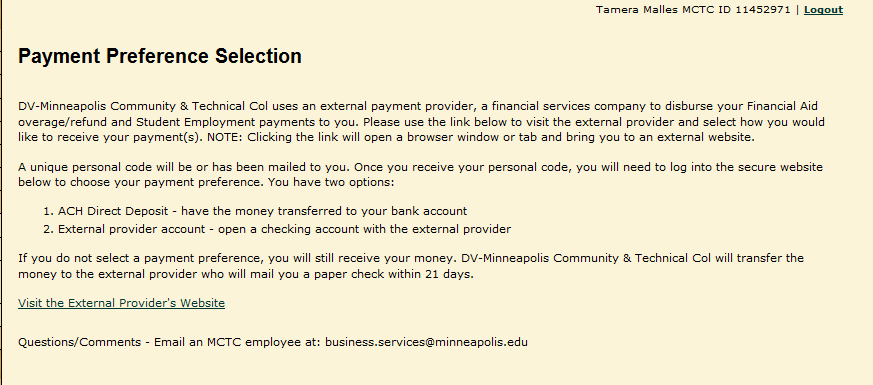 Tamera Malles MCTC ID 11452971 | Logout
Payment Preference Selection
DV-Minneapolis Community & Technical Col uses an external payment provider, a financial services company to disburse your Financial Aid
overage/refund and Student Employment payments to you. Please use the link below to visit the external provider and select how you would
like to receive your payment(s). NOTE: Clicking the link will open a browser window or tab and bring you to an external website.
A unique personal code will be or has been mailed to you. Once you receive your personal code, you will need to log into the secure website
below to choose your payment preference. You have two options:
1. ACH Direct Deposit - have the money transferred to your bank account
2. External provider account - open a checking account with the external provider
If you do not select a payment preference, you will still receive your money. DV-Minneapolis Community & Technical Col will transfer the
money to the external provider who will mail you a paper check within 21 days.
Visit the External Provider's Website
Questions/Comments - Email an MCTC employee at: business.services@minneapolis.edu